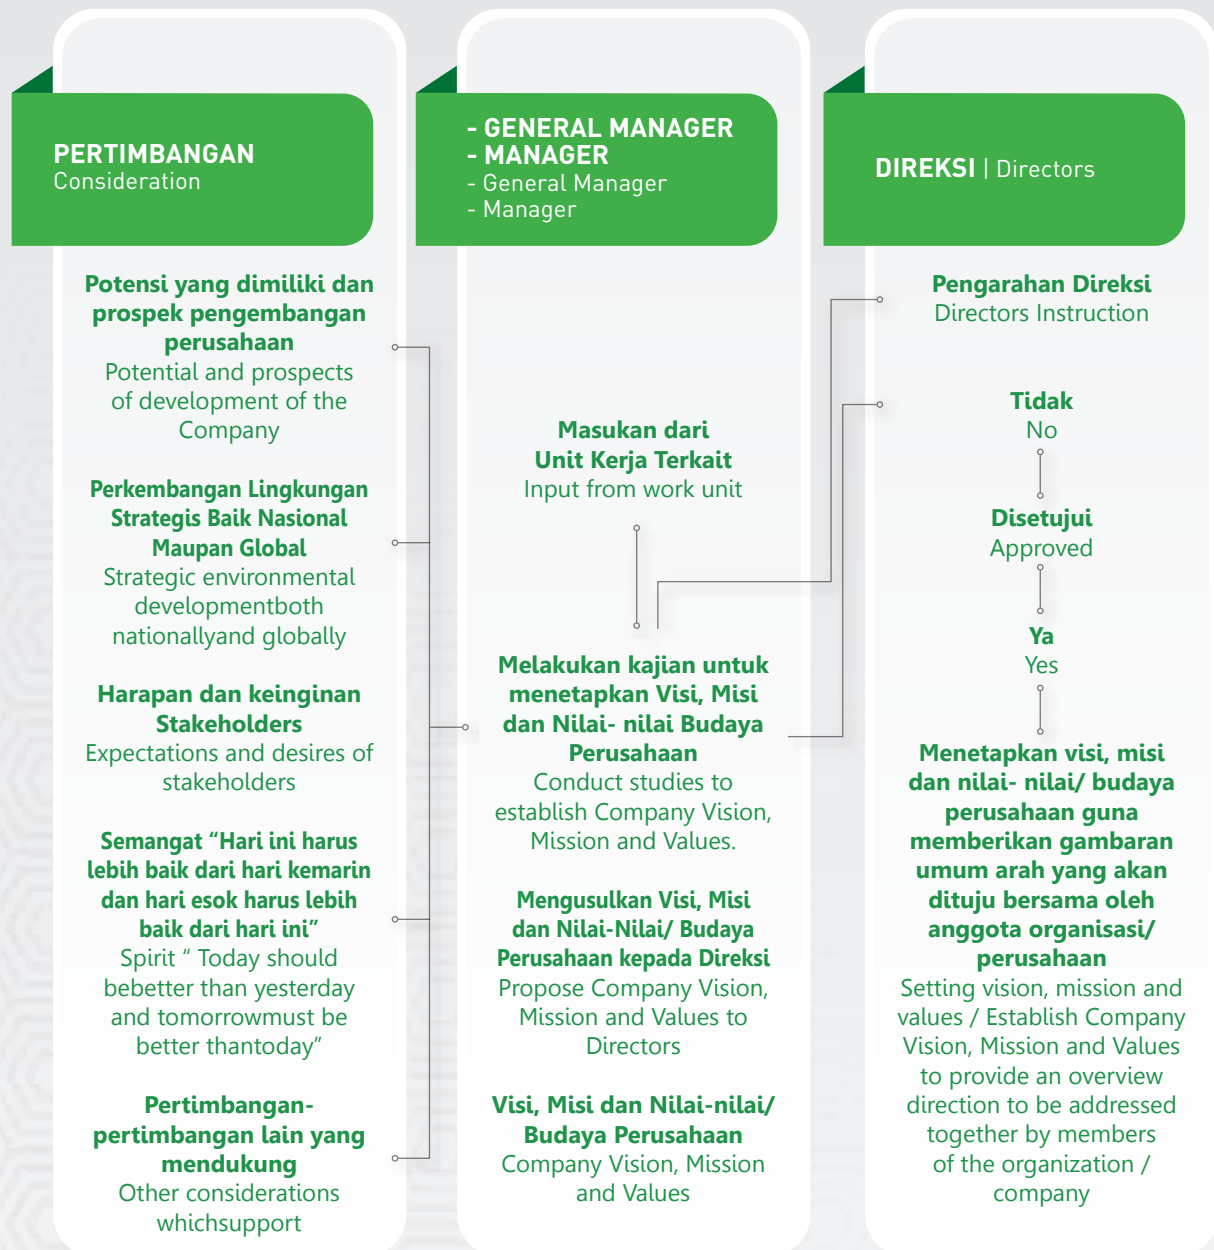 PERTIMBANGAN
Consideration
Potensi yang dimiliki dan
prospek pengembangan
perusahaan
Potential and prospects
of development of the
Company
Perkembangan Lingkungan
Strategis Baik Nasional
Maupan Global
Strategic environmental
developmentboth
nationallyand globally
Harapan dan keinginan
Stakeholders
Expectations and desires of
stakeholders
Semangat “Hari ini harus
lebih baik dari hari kemarin
dan hari esok harus lebih
baik dari hari ini”
Spirit “ Today should
bebetter than yesterday
and tomorrowmust be
better thantoday”
Pertimbangan-
pertimbangan lain yang
mendukung
Other considerations
whichsupport
- GENERAL MANAGER
- MANAGER
- General Manager
- Manager
Masukan dari
Unit Kerja Terkait
Input from work unit
Melakukan kajian untuk
menetapkan Visi, Misi
dan Nilai- nilai Budaya
Perusahaan
Conduct studies to
establish Company Vision,
Mission and Values.
Mengusulkan Visi, Misi
dan Nilai-Nilai/ Budaya
Perusahaan kepada Direksi
Propose Company Vision,
Mission and Values to
Directors
Visi, Misi dan Nilai-nilai/
Budaya Perusahaan
Company Vision, Mission
and Values
DIREKSI | Directors
Pengarahan Direksi
Directors Instruction
Tidak
No
Disetujui
Approved
Ya
Yes
Menetapkan visi, misi
dan nilai- nilai/ budaya
perusahaan guna
memberikan gambaran
umum arah yang akan
dituju bersama oleh
anggota organisasi/
perusahaan
Setting vision, mission and
values / Establish Company
Vision, Mission and Values
to provide an overview
direction to be addressed
together by members
of the organization /
company